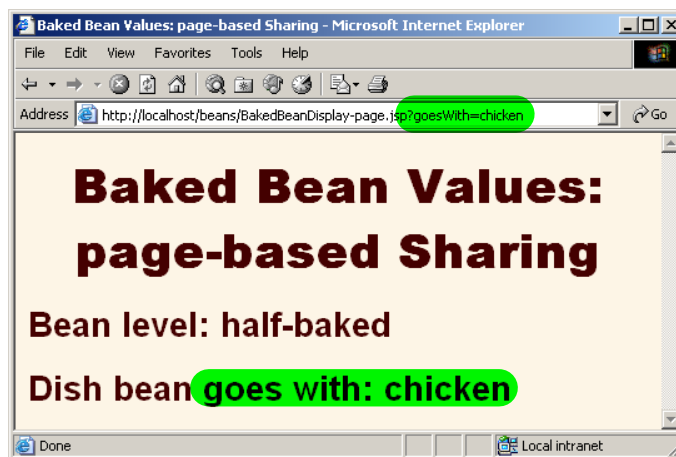 Baked Bean Values: page-based Sharing - Microsoft Internet Explorer
File Edit View Favorites Tools Help
Address http://localhost/beans/BakedBeanDisplay-page.jsp?goesWith=chicken Go
Baked Bean Values:
page-based Sharing
Bean level: half-baked
Dish bean goes with: chicken
Done Local intranet